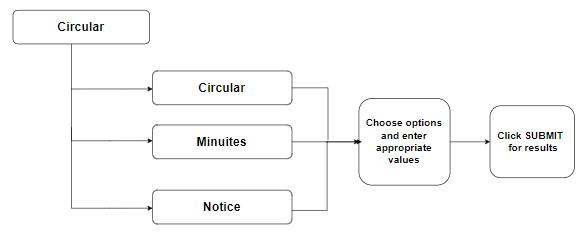 Circular
Circular
Minuites
Notice
Choose options
and enter
appropriate
values
Click SUBMIT
for results